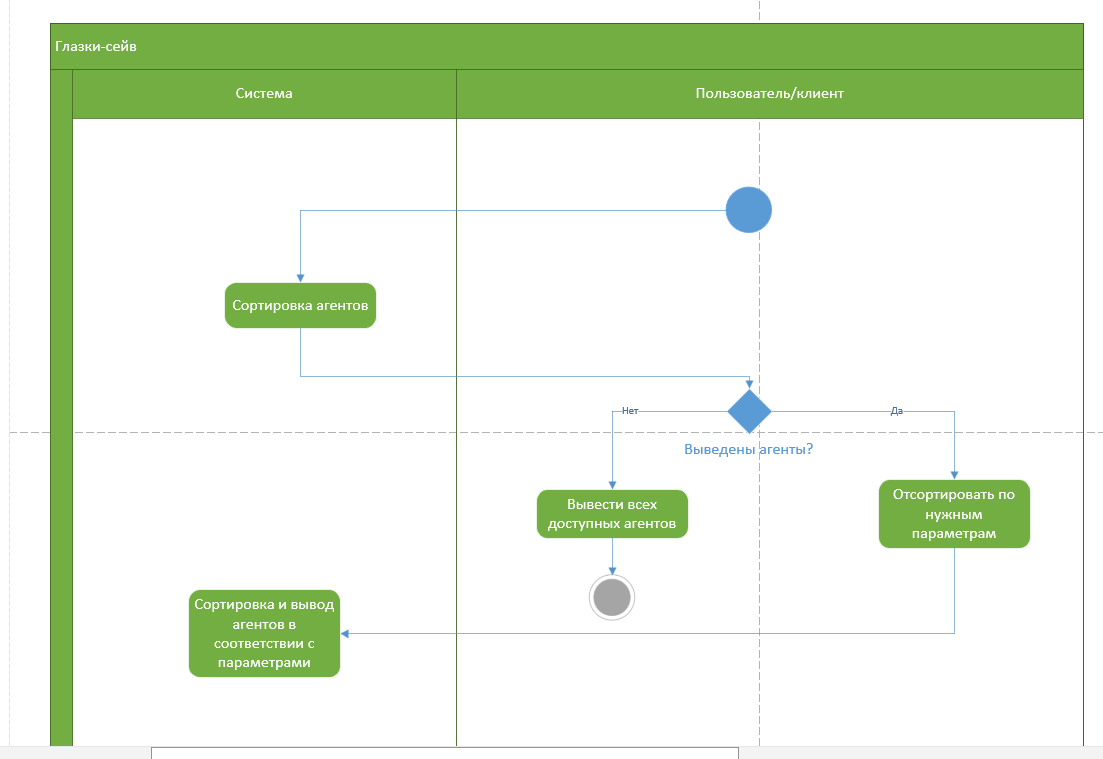 Глазки-сейв
Система
Пользователь/клиент
Сортировка агентов
Нет
Да
Выведены агенты?
Вывести всех
доступных агентов
Отсортировать по
нужным
параметрам
Сортировка и вывод
агентов в
соответствии с
параметрами